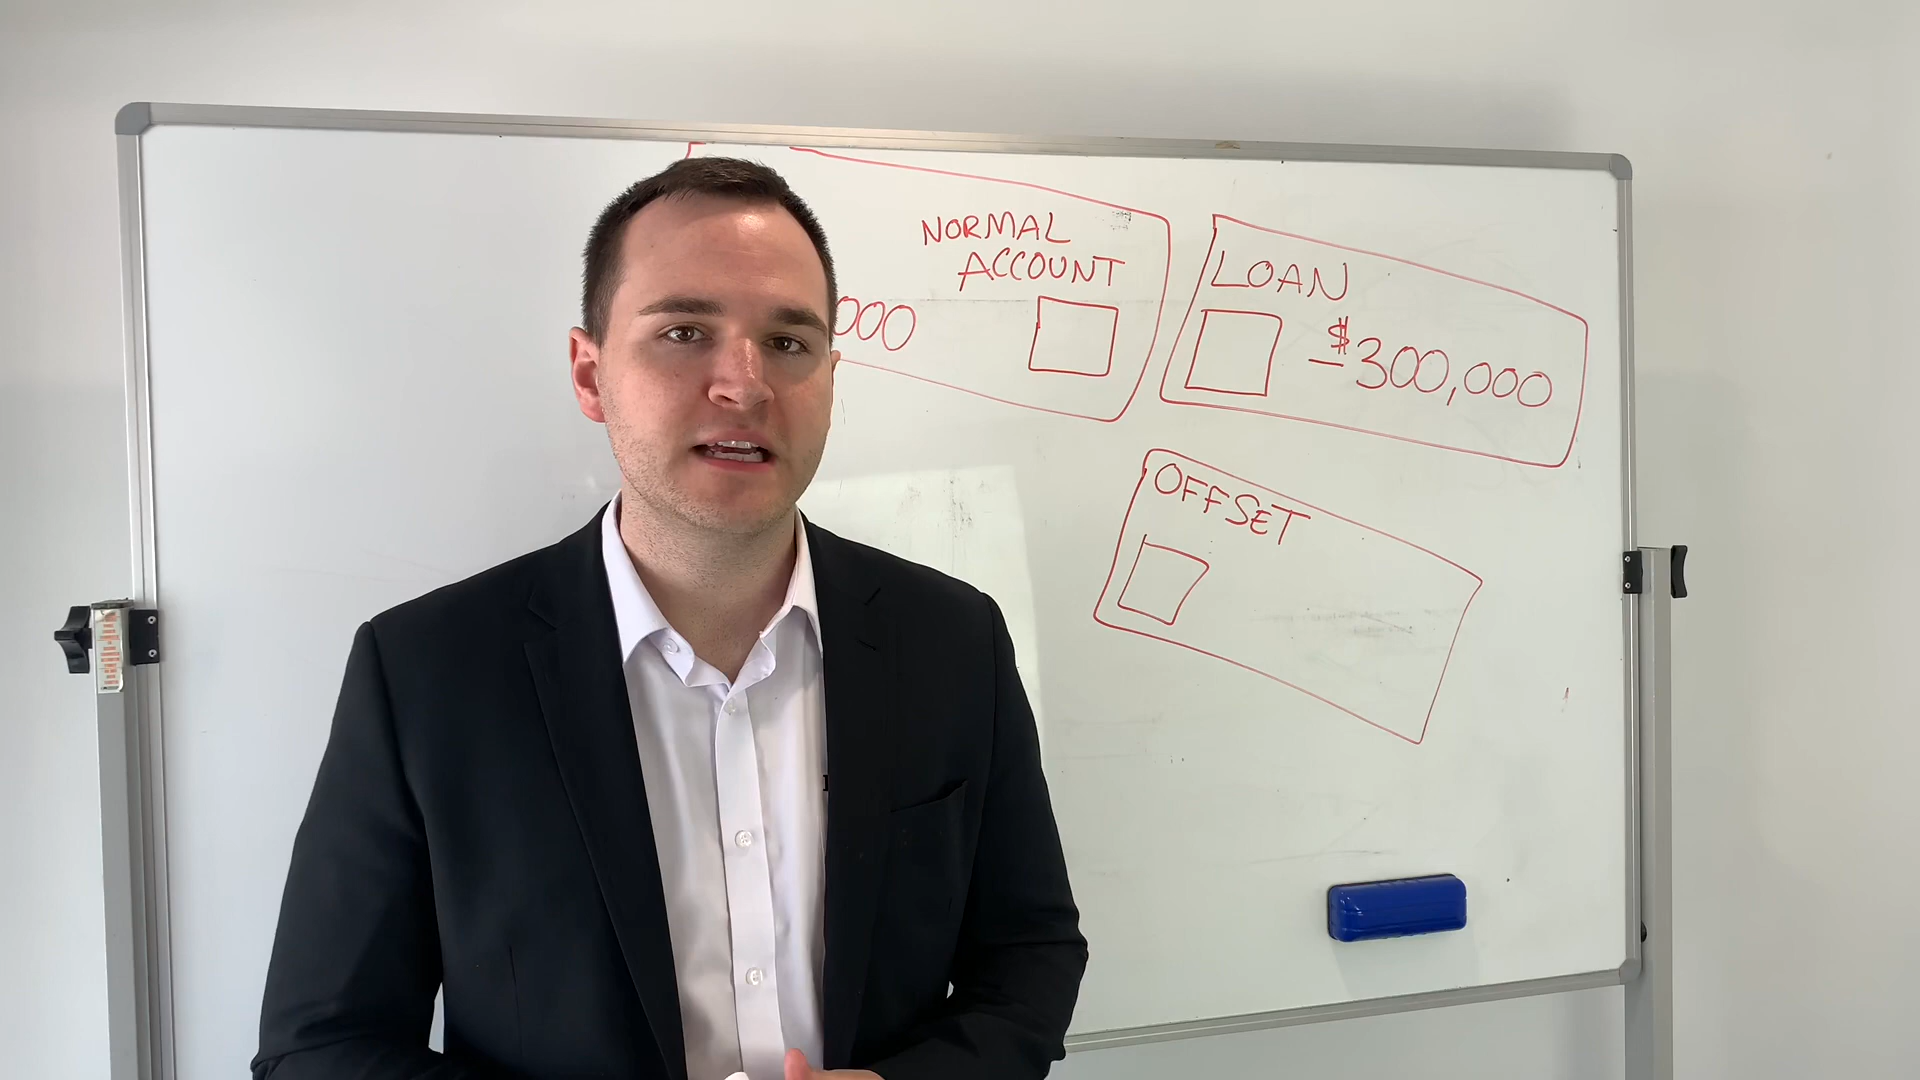 NORMAL
ACCOUNT
000
LOAN
-$300,000
OFFSET